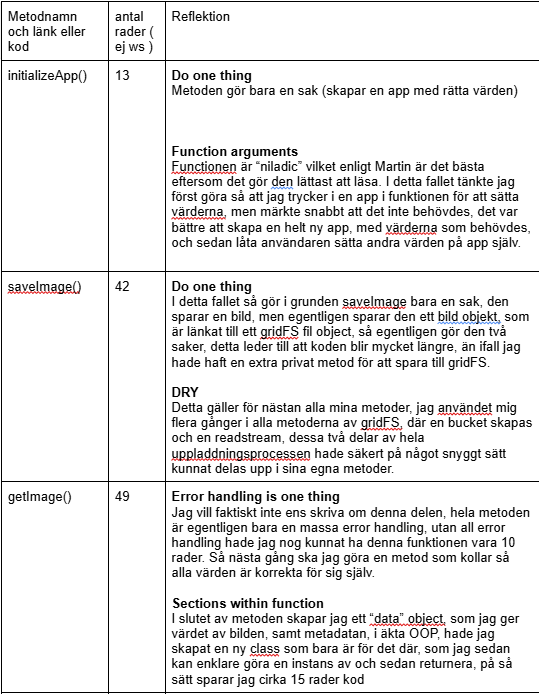 Metodnamn
och länk eller
kod
antal
rader (
ej ws )
Reflektion
initializeApp()
13
Do one thing
Metoden gör bara en sak (skapar en app med rätta värden)
Function arguments
Functionen är “niladic” vilket enligt Martin är det bästa
eftersom det gör den lättast att läsa. I detta fallet tänkte jag
först göra så att jag trycker i en app i funktionen för att sätta
värderna, men märkte snabbt att det inte behövdes, det var
bättre att skapa en helt ny app, med värderna som behövdes,
och sedan låta användaren sätta andra värden på app själv.
saveImage()
42
Do one thing
I detta fallet så gör i grunden saveImage bara en sak, den
sparar en bild, men egentligen sparar den ett bild objekt, som
är länkat till ett gridFS fil object, så egentligen gör den två
saker, detta leder till att koden blir mycket längre, än ifall jag
hade haft en extra privat metod för att spara till gridFS.
DRY
Detta gäller för nästan alla mina metoder, jag användet mig
flera gånger i alla metoderna av gridFS, där en bucket skapas
och en readstream, dessa två delar av hela
uppladdningsprocessen hade säkert på något snyggt sätt
kunnat delas upp i sina egna metoder.
getImage()
49
Error handling is one thing
Jag vill faktiskt inte ens skriva om denna delen, hela metoden
är egentligen bara en massa error handling, utan all error
handling hade jag nog kunnat ha denna funktionen vara 10
rader. Så nästa gång ska jag göra en metod som kollar så
alla värden är korrekta för sig själv.
Sections within function
I slutet av metoden skapar jag ett “data” object, som jag ger
värdet av bilden, samt metadatan, i äkta OOP, hade jag
skapat en ny class som bara är för det där, som jag sedan
kan enklare göra en instans av och sedan returnera, på så
sätt sparar jag cirka 15 rader kod